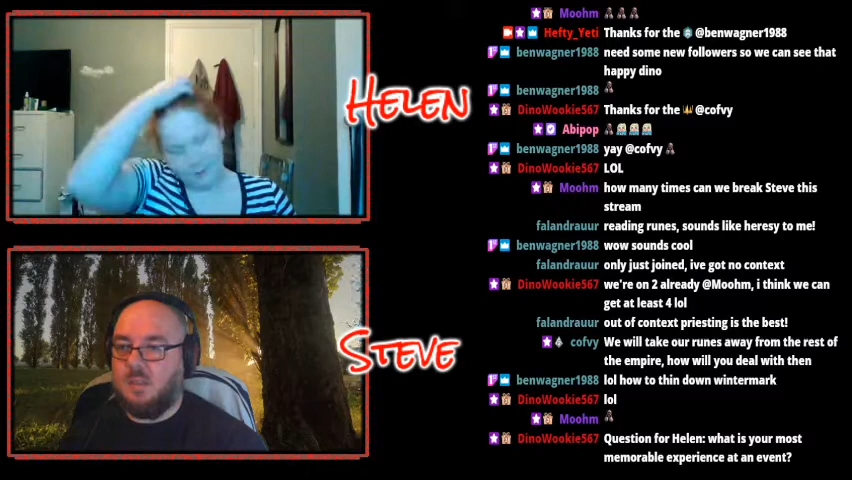 Helen
Steve
Moohm
Hefty_Yeti Thanks for the @benwagner1988
benwagner1988 need some new followers so we can see that
happy dino
benwagner1988
DinoWookie567 Thanks for the @cofvy
Abipop
benwagner1988 yay @cofvy
DinoWookie567 LOL
Moohm how many times can we break Steve this
stream
falandrauur reading runes, sounds like heresy to me!
benwagner1988 wow sounds cool
falandrauur only just joined, ive got no context
DinoWookie567 we're on 2 already @Moohm, i think we can
get at least 4 lol
falandrauur out of context priesting is the best!
cofvy We will take our runes away from the rest of
the empire, how will you deal with then
benwagner1988 lol how to thin down wintermark
DinoWookie567 lol
Moohm
DinoWookie567 Question for Helen: what is your most
memorable experience at an event?